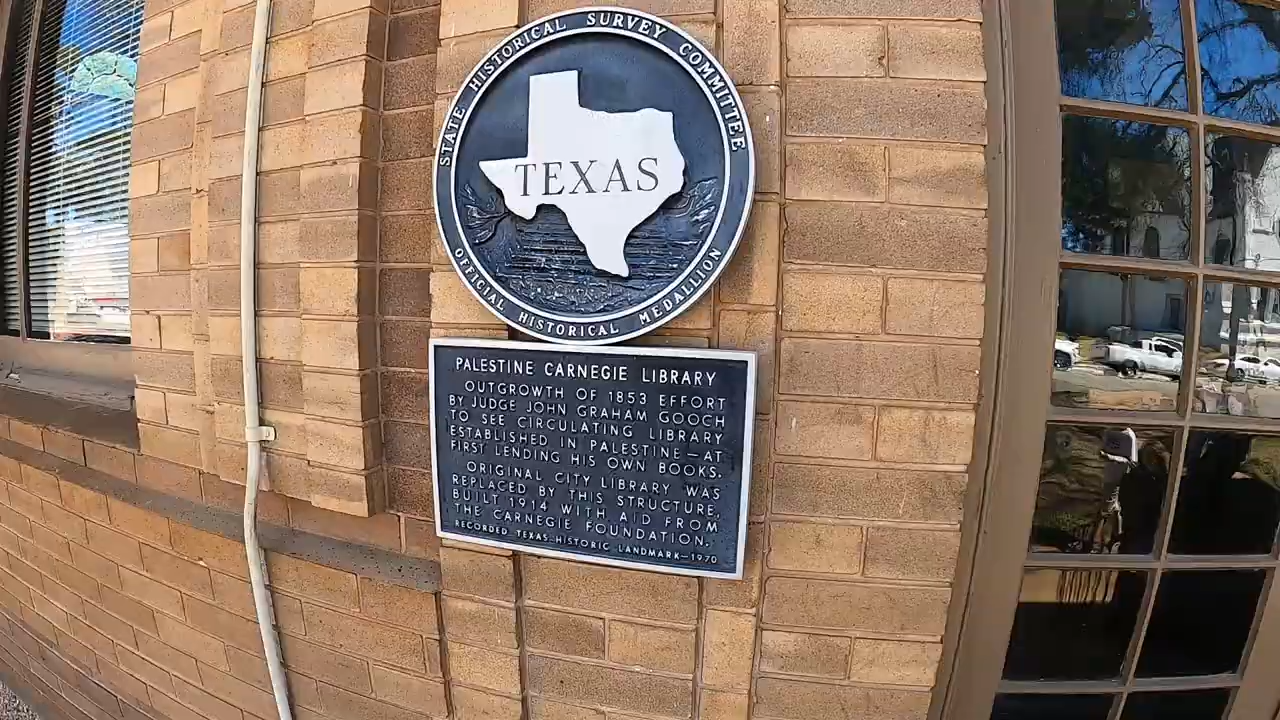 STATE HISTORICAL SURVEY COMMITTEE
TEXAS
OFFICIAL HISTORICAL MEDALLION
PALESTINE CARNEGIE LIBRARY
OUTGROWTH OF 1853 EFFORT
BY JUDGE JOHN GRAHAM GOOCH
TO SEE CIRCULATING LIBRARY
ESTABLISHED IN PALESTINE—AT
FIRST LENDING HIS OWN BOOKS.
ORIGINAL CITY LIBRARY WAS
REPLACED BY THIS STRUCTURE,
BUILT 1914 WITH AID FROM
THE CARNEGIE FOUNDATION.
RECORDED TEXAS HISTORIC LANDMARK—1970